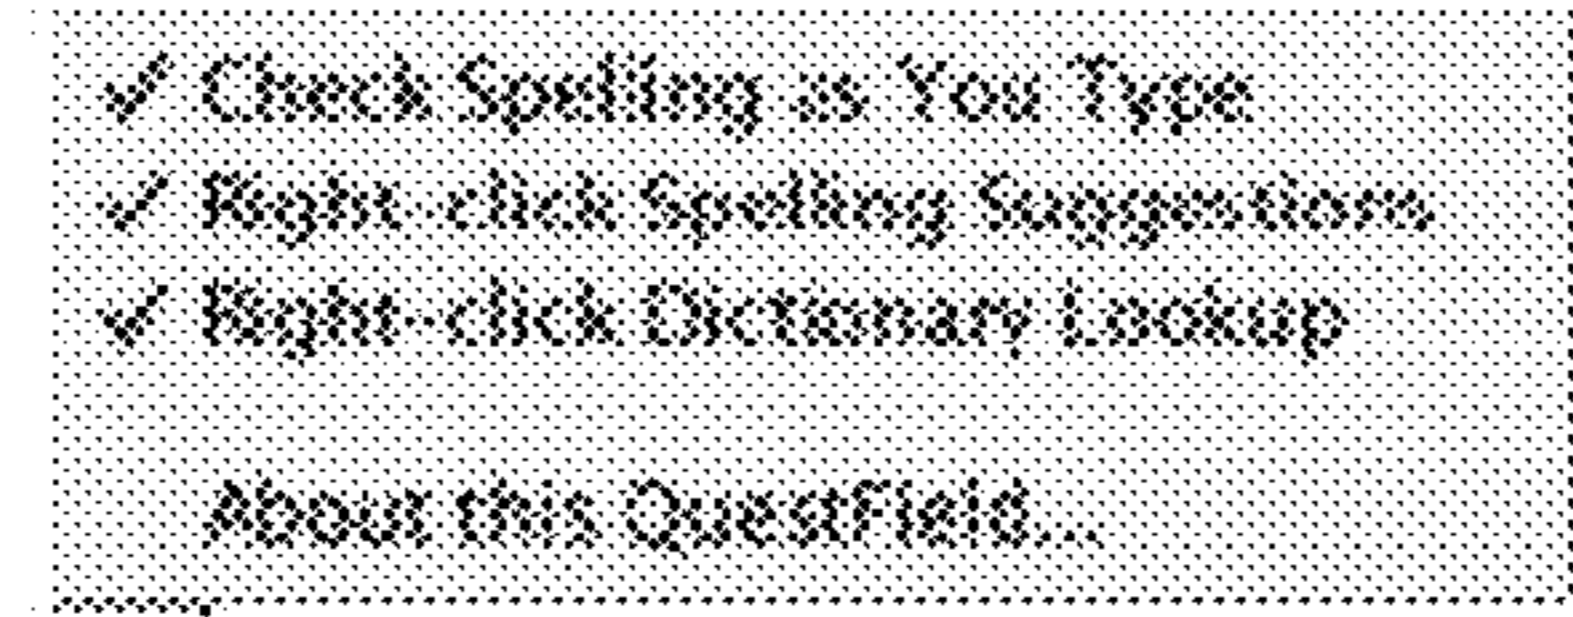 ✓ Check Spelling as You Type
✓ Right-click Spelling Suggestions
✓ Right-click Dictionary Lookup
About this QuestField...